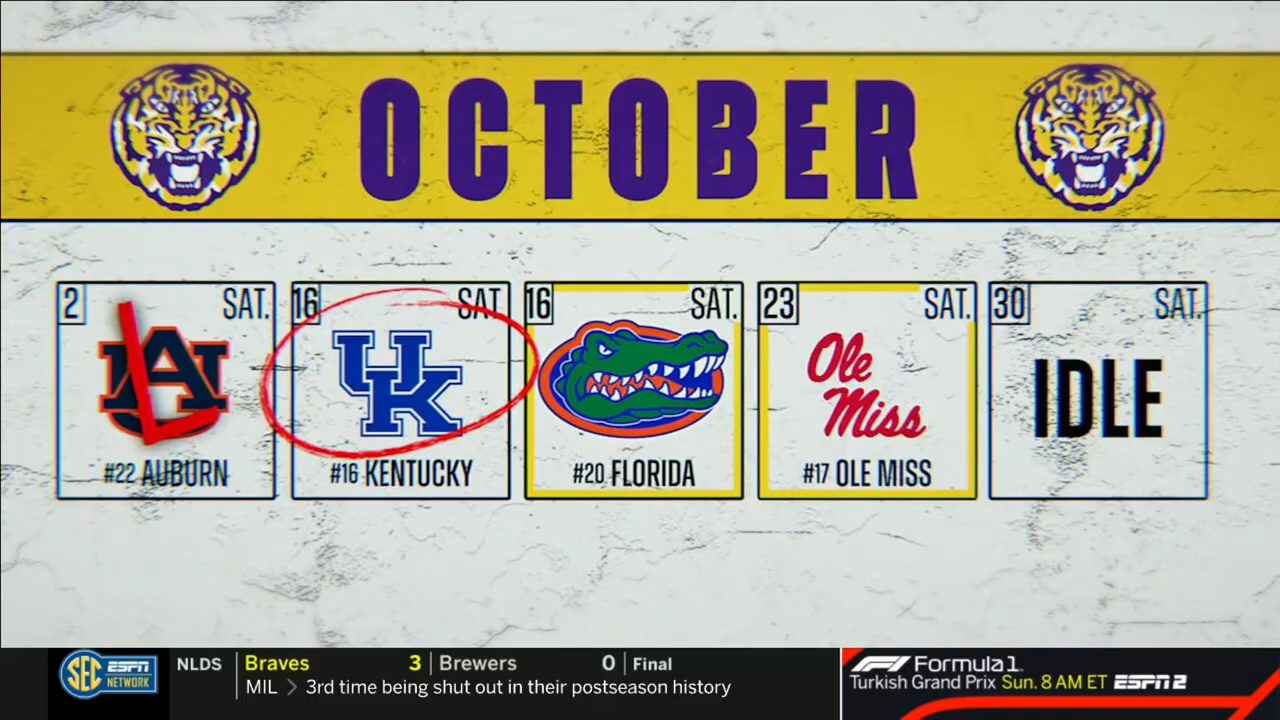 OCTOBER
2 SAT.
16 SAT.
16 SAT.
23 SAT.
30 SAT.
AU
L
UK
Ole
Miss
IDLE
#22 AUBURN
#16 KENTUCKY
#20 FLORIDA
#17 OLE MISS
SEC ESPN NETWORK
NLDS Braves 3 Brewers 0 Final
MIL > 3rd time being shut out in their postseason history
F1 Formula 1
Turkish Grand Prix Sun. 8 AM ET ESPN2